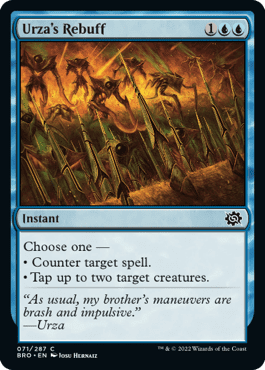 Urza's Rebuff 1
Instant
Choose one —
• Counter target spell.
• Tap up to two target creatures.
“As usual, my brother's maneuvers are
brash and impulsive.”
—Urza
071/287 C
BRO • EN Iosu Hernaiz
™ & © 2022 Wizards of the Coast